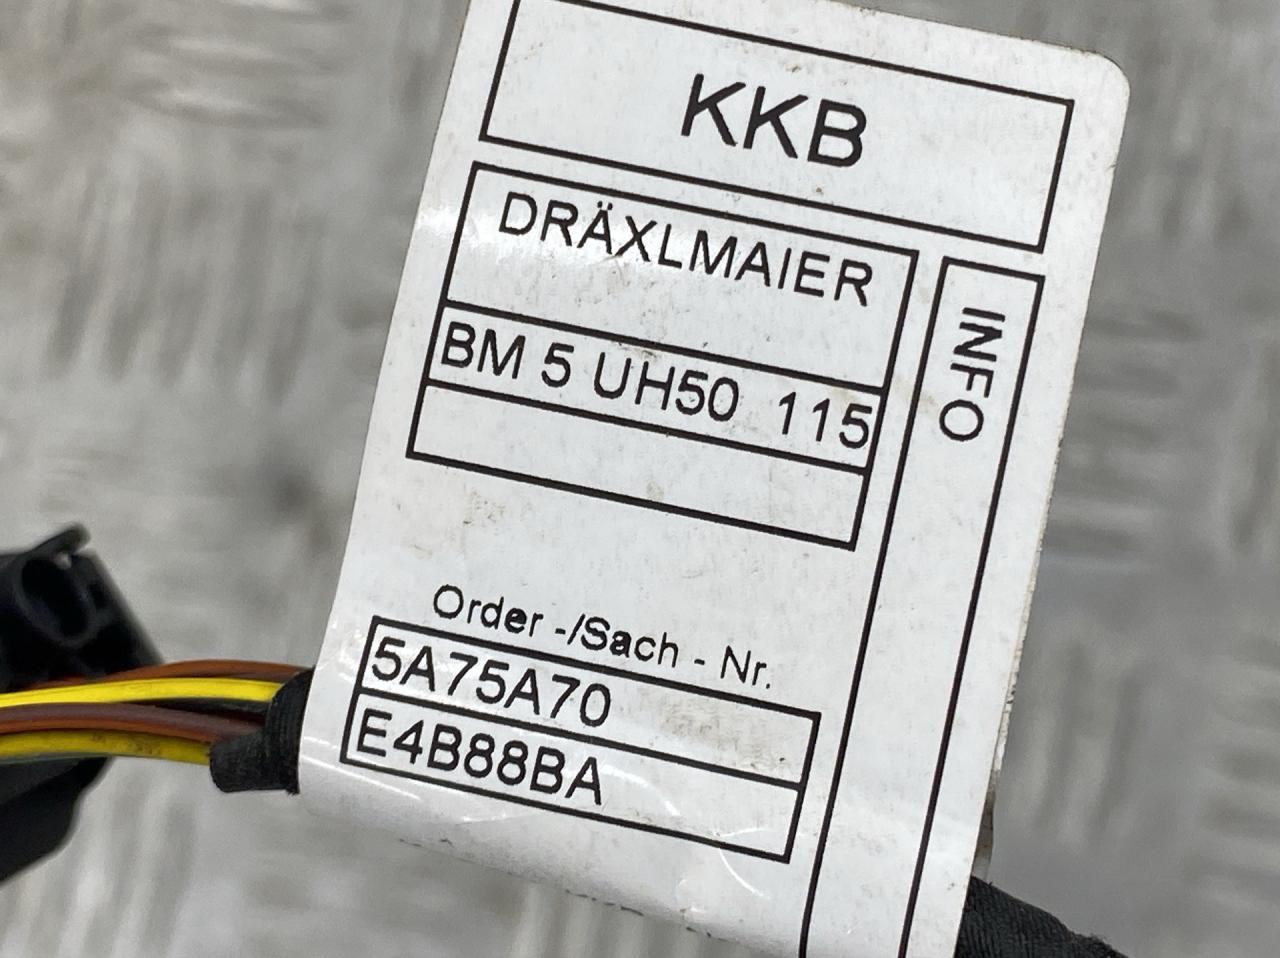 KKB
DRÄXLMAIER
INFO
BM 5 UH50 115
Order -/Sach - Nr.
5A75A70
E4B88BA